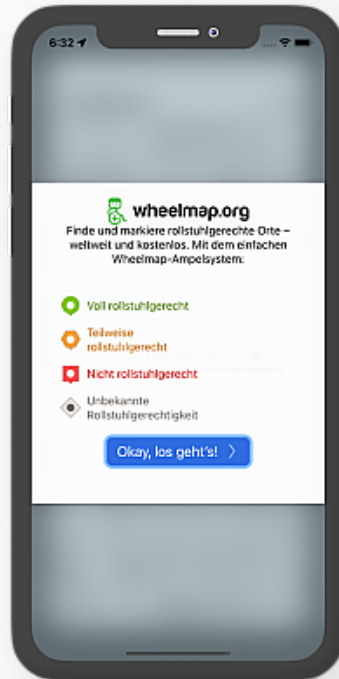 6:32
wheelmap.org
Finde und markiere rollstuhlgerechte Orte –
weltweit und kostenlos. Mit dem einfachen
Wheelmap-Ampelsystem:
Voll rollstuhlgerecht
Teilweise
rollstuhlgerecht
Nicht rollstuhlgerecht
Unbekannte
Rollstuhlgerechtigkeit
Okay, los geht's!